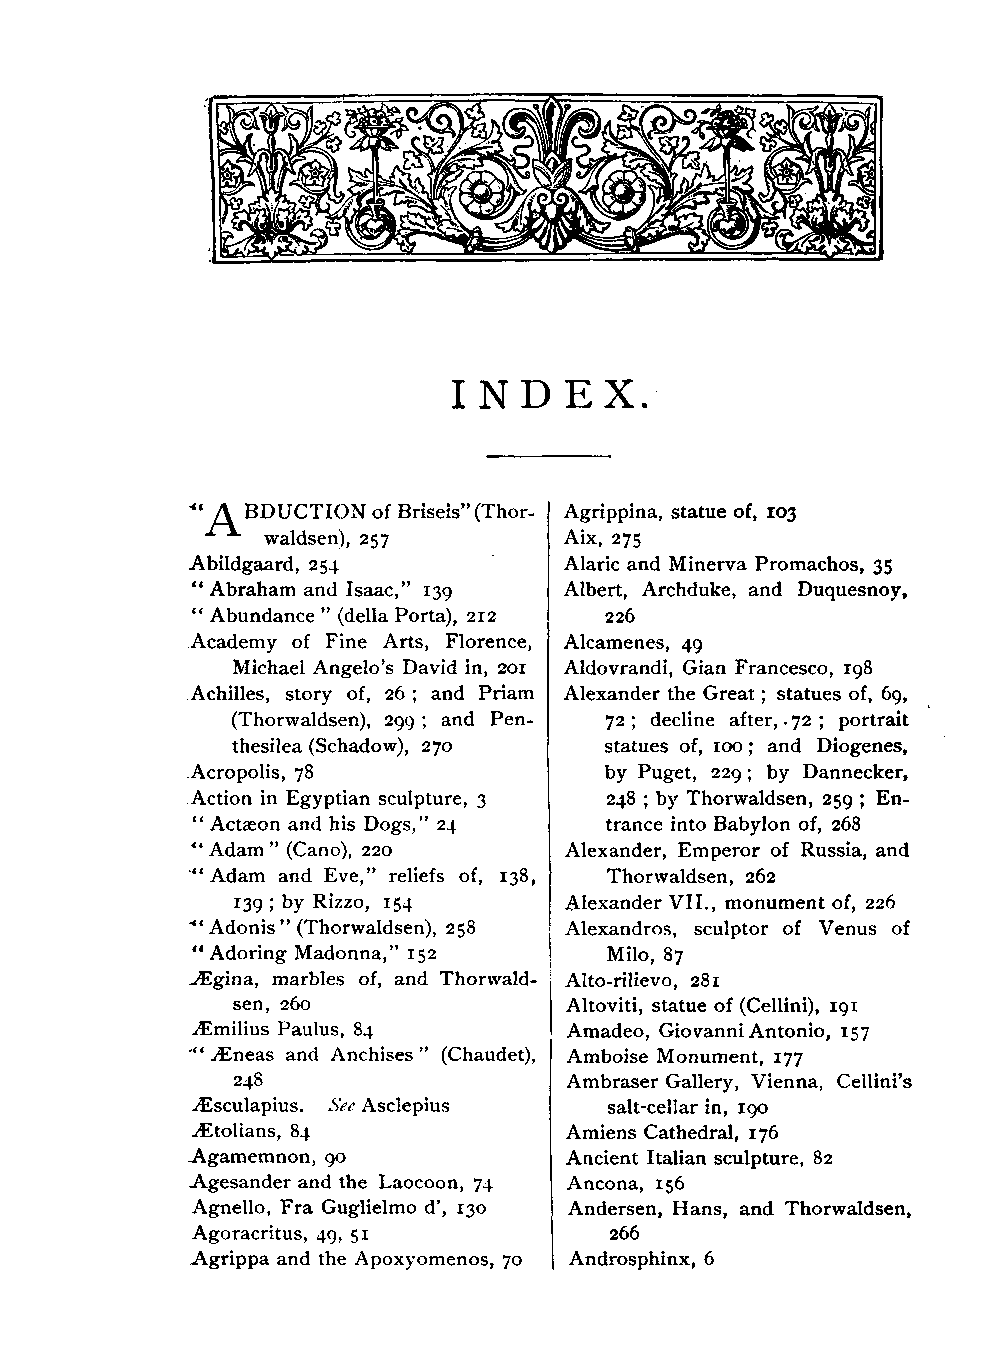 INDEX.
"ABDUCTION of Briseis" (Thor-
waldsen), 257
Abildgaard, 254
"Abraham and Isaac," 139
"Abundance" (della Porta), 212
Academy of Fine Arts, Florence,
Michael Angelo's David in, 201
Achilles, story of, 26; and Priam
(Thorwaldsen), 299; and Pen-
thesilea (Schadow), 270
Acropolis, 78
Action in Egyptian sculpture, 3
"Actæon and his Dogs," 24
"Adam" (Cano), 220
"Adam and Eve," reliefs of, 138,
139; by Rizzo, 154
"Adonis" (Thorwaldsen), 258
"Adoring Madonna," 152
Ægina, marbles of, and Thorwald-
sen, 260
Æmilius Paulus, 84
"Æneas and Anchises" (Chaudet),
248
Æsculapius. See Asclepius
Ætolians, 84
Agamemnon, 90
Agesander and the Laocoon, 74
Agnello, Fra Guglielmo d', 130
Agoracritus, 49, 51
Agrippa and the Apoxyomenos, 70
Agrippina, statue of, 103
Aix, 275
Alaric and Minerva Promachos, 35
Albert, Archduke, and Duquesnoy,
226
Alcamenes, 49
Aldovrandi, Gian Francesco, 198
Alexander the Great; statues of, 69,
72; decline after, 72; portrait
statues of, 100; and Diogenes,
by Puget, 229; by Dannecker,
248; by Thorwaldsen, 259; En-
trance into Babylon of, 268
Alexander, Emperor of Russia, and
Thorwaldsen, 262
Alexander VII., monument of, 226
Alexandros, sculptor of Venus of
Milo, 87
Alto-rilievo, 281
Altoviti, statue of (Cellini), 191
Amadeo, Giovanni Antonio, 157
Amboise Monument, 177
Ambraser Gallery, Vienna, Cellini's
salt-cellar in, 190
Amiens Cathedral, 176
Ancient Italian sculpture, 82
Ancona, 156
Andersen, Hans, and Thorwaldsen,
266
Androsphinx, 6